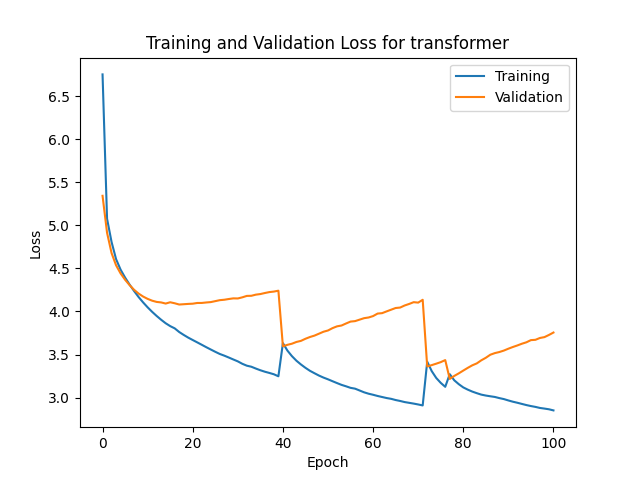 Training and Validation Loss for transformer
Training
Validation
Loss
6.5
6.0
5.5
5.0
4.5
4.0
3.5
3.0
0 20 40 60 80 100
Epoch